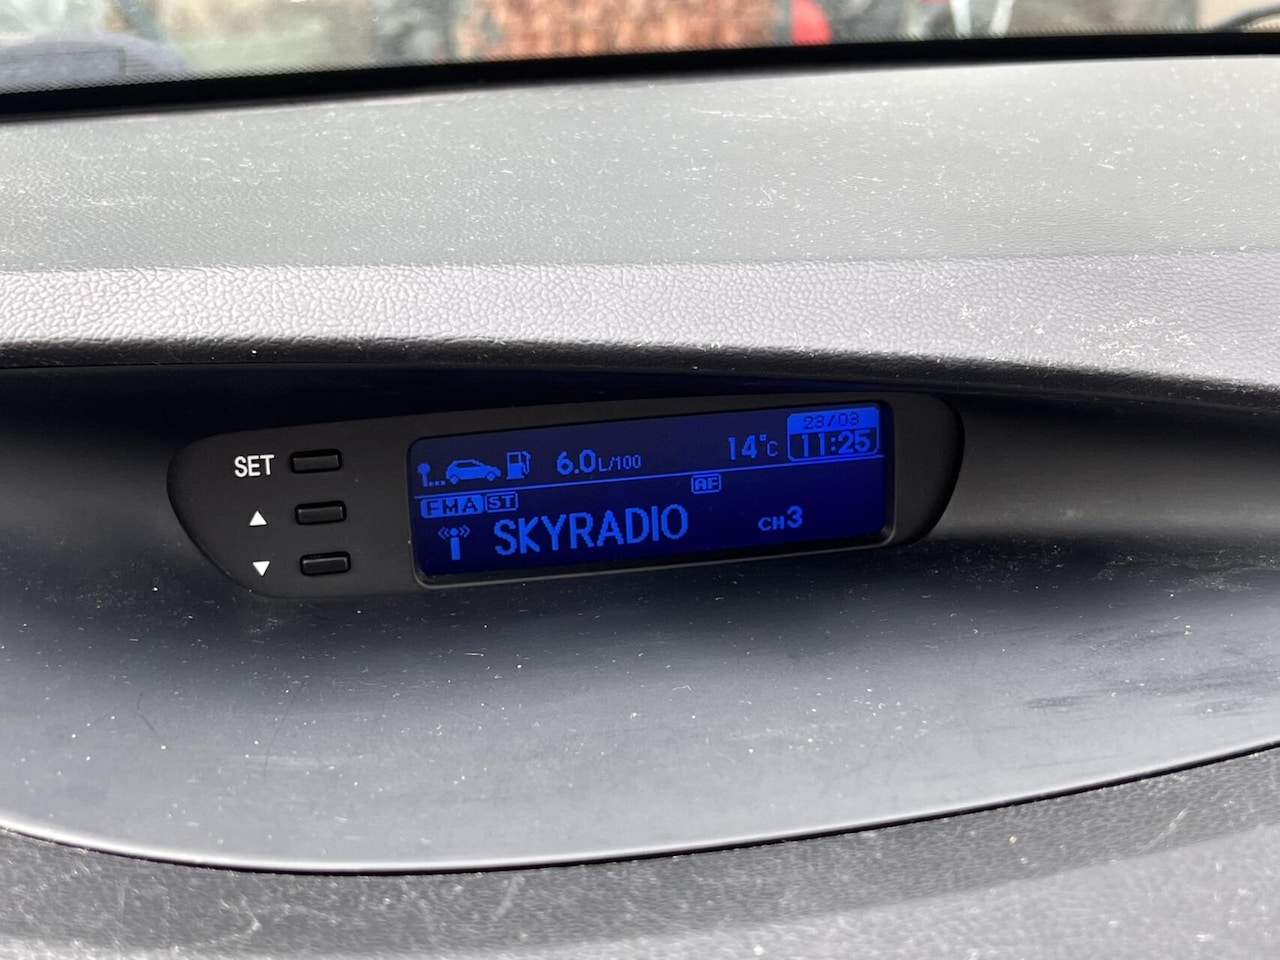 SET
6.0L/100 14°C 23/03
11:25
FMA ST AF
SKYRADIO CH3